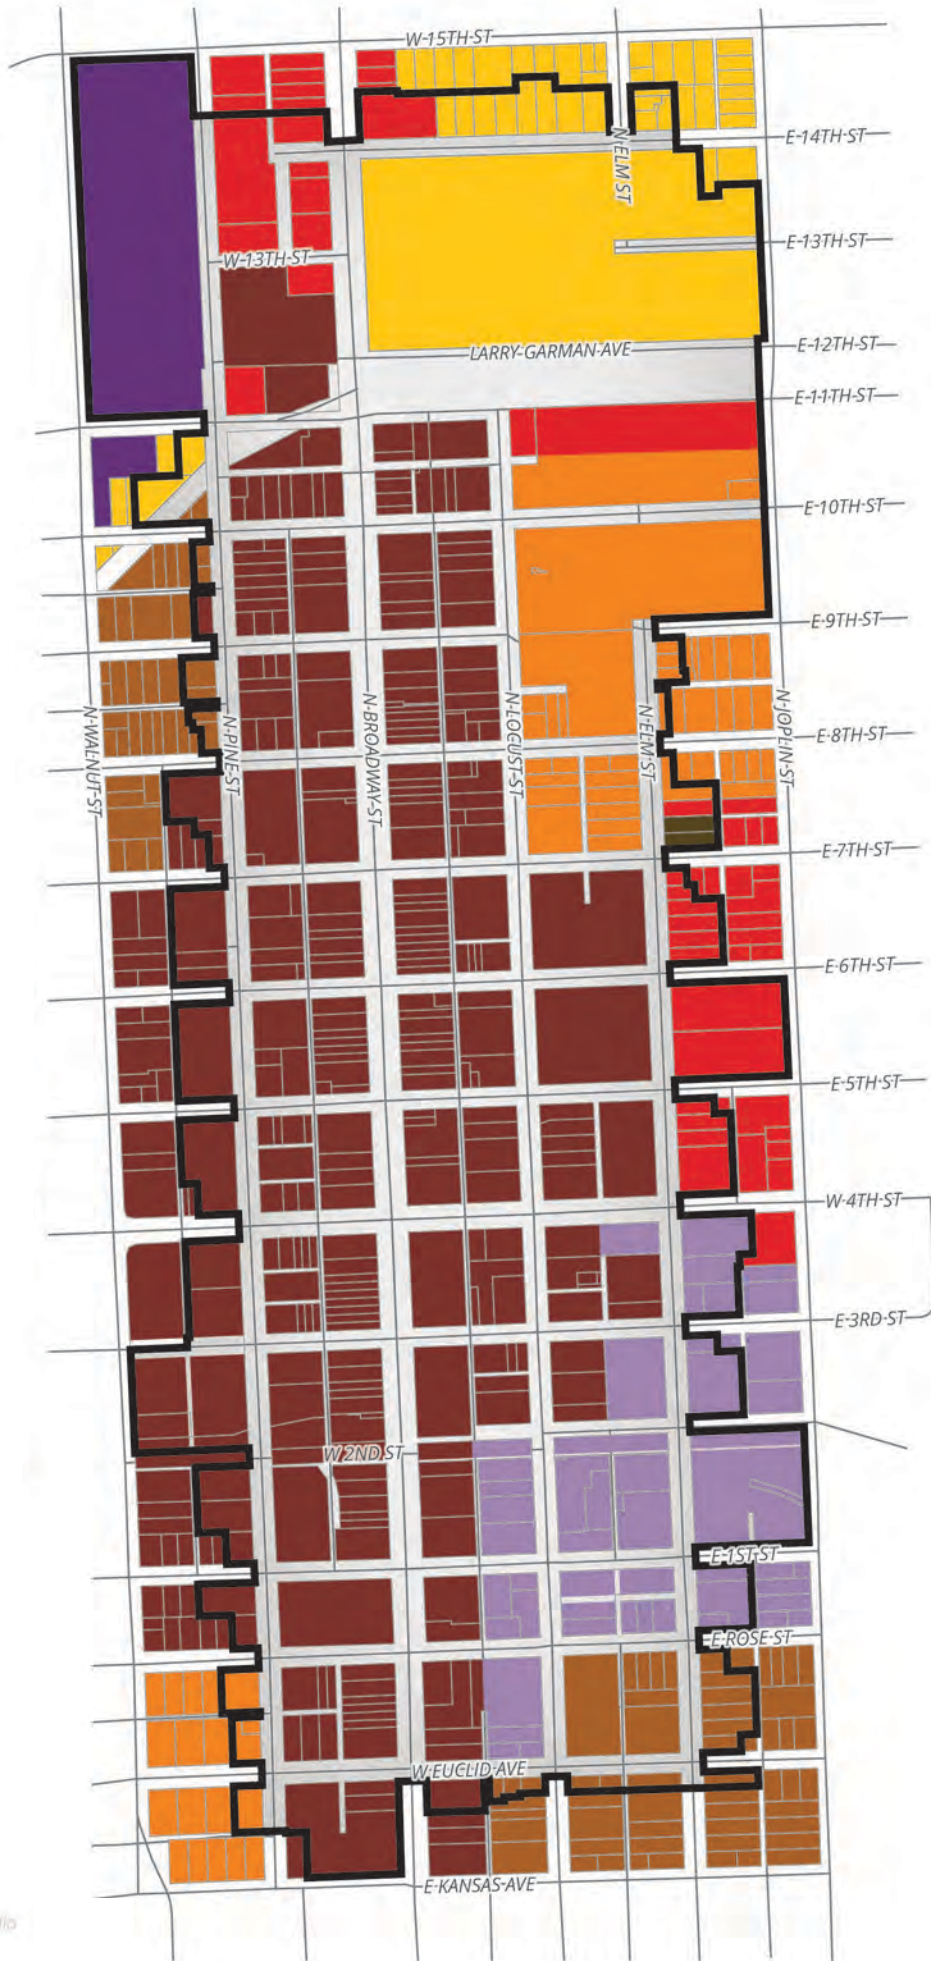 W-15TH-ST
E-14TH-ST
N-ELM ST
E-13TH-ST
W-13TH-ST
E-12TH-ST
LARRY-GARMAN-AVE
E-11TH-ST
E-10TH-ST
E-9TH-ST
N-WALNUT-ST
N-PINE-ST
N-BROADWAY-ST
N-LOCUST-ST
N-ELM-ST
N-JOPLIN-ST
E-8TH-ST
E-7TH-ST
E-6TH-ST
E-5TH-ST
W-4TH-ST
E-3RD-ST
W 2ND ST
E-1ST-ST
E-ROSE-ST
W-EUCLID-AVE
E-KANSAS-AVE